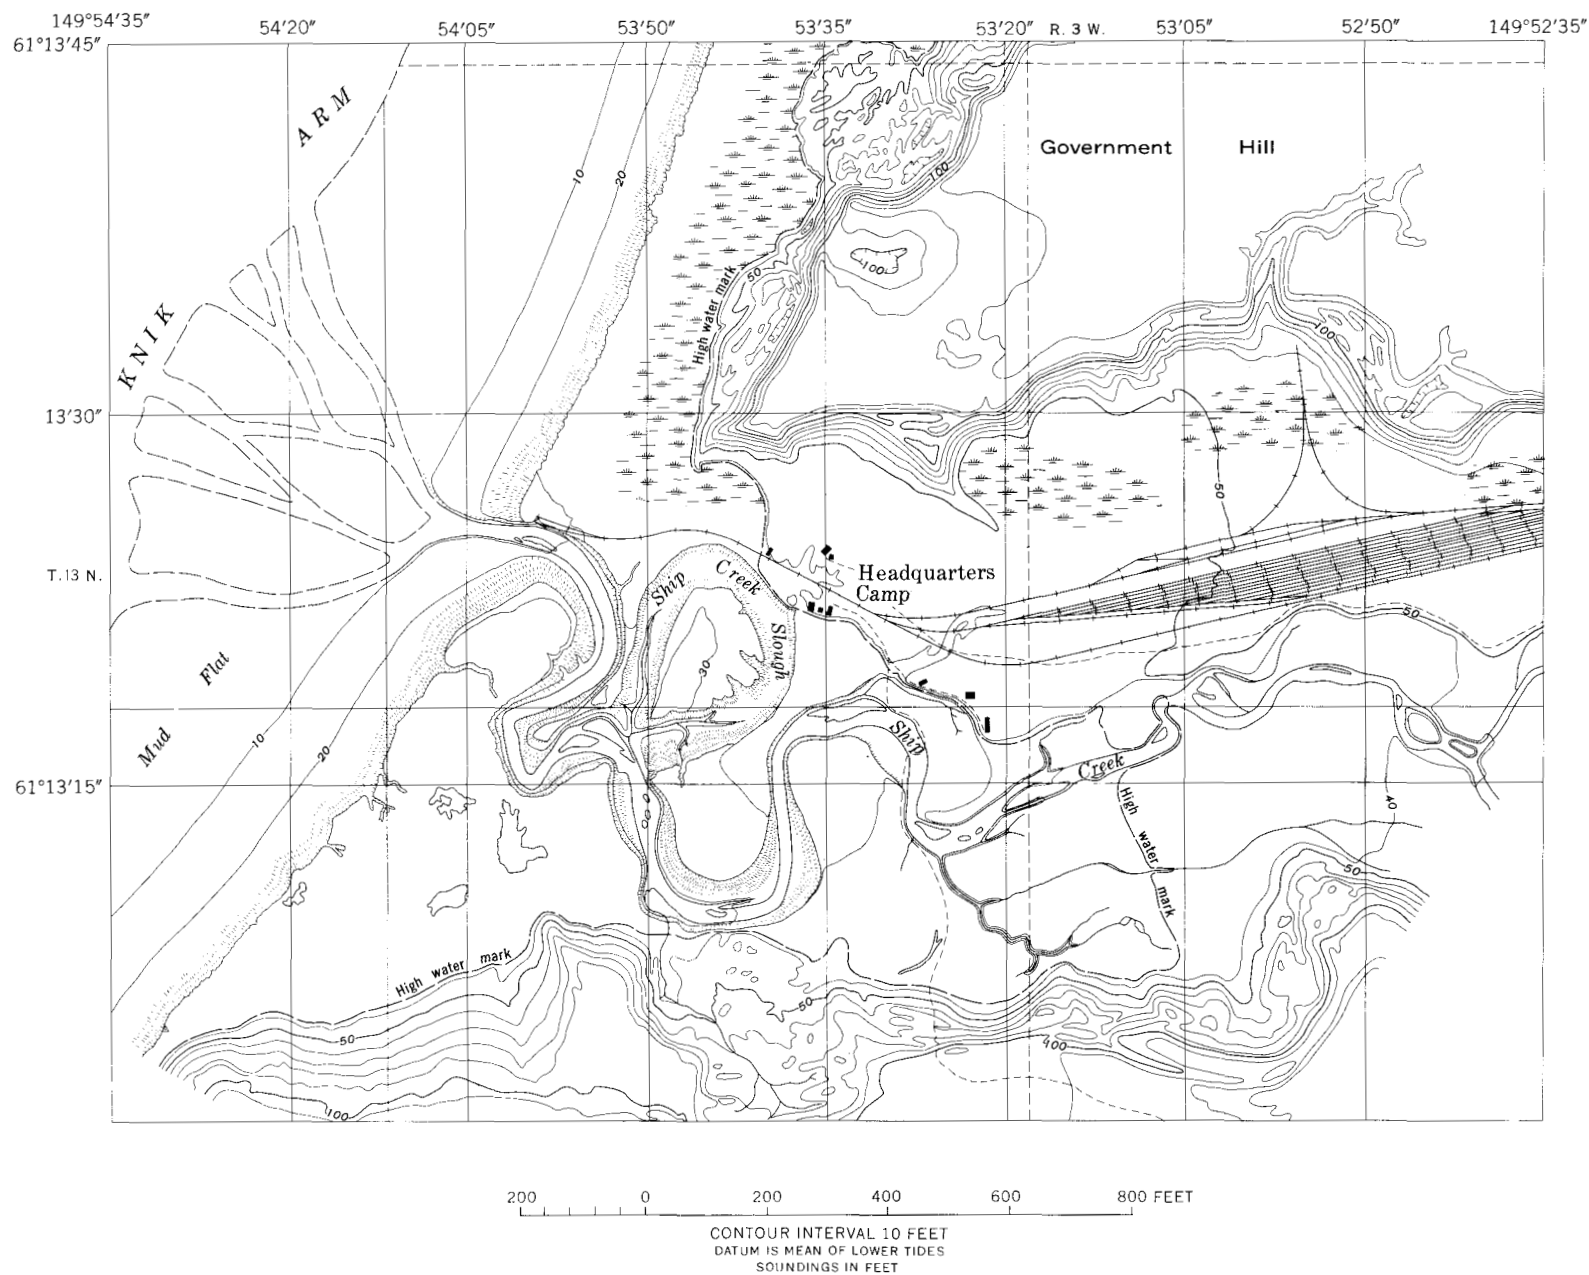 149°54′35″ 54′20″ 54′05″ 53′50″ 53′35″ 53′20″ R. 3 W. 53′05″ 52′50″ 149°52′35″
61°13′45″
ARM
KNIK
Government Hill
10
20
100
100
50
High water mark
100
13′30″
50
T. 13 N.
Headquarters
Camp
Ship Creek Slough
30
50
Mud Flat
10
20
Ship Creek
61°13′15″
High water mark
40
50
High water mark
50
50
400
100
200 0 200 400 600 800 FEET
CONTOUR INTERVAL 10 FEET
DATUM IS MEAN OF LOWER TIDES
SOUNDINGS IN FEET